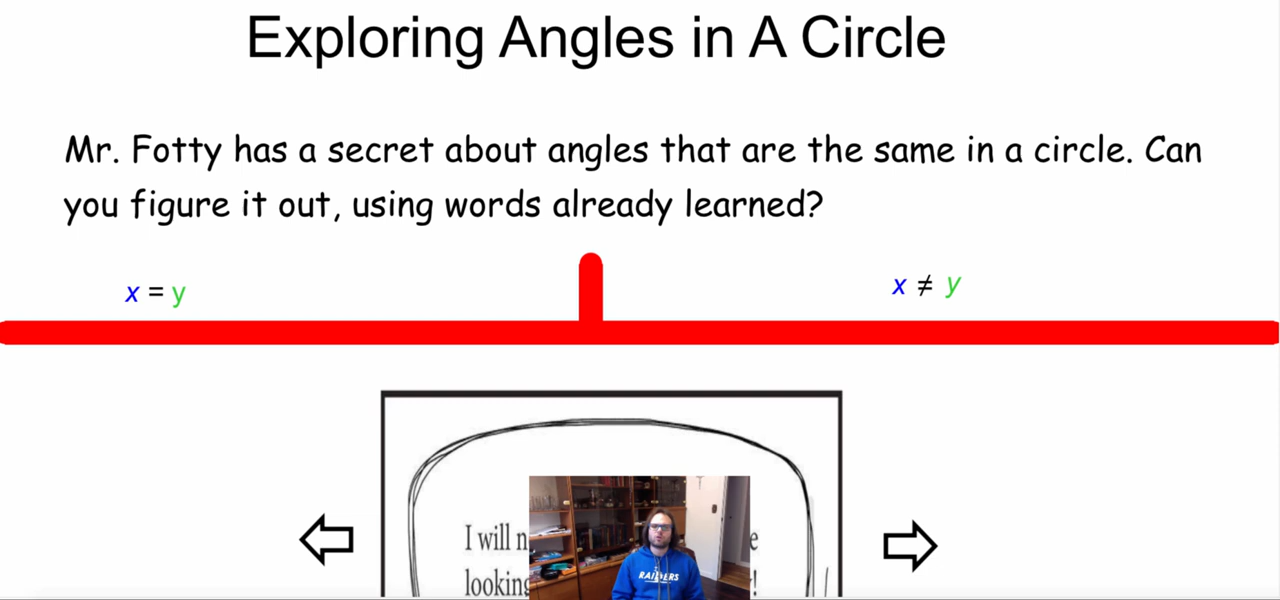 Exploring Angles in A Circle
Mr. Fotty has a secret about angles that are the same in a circle. Can
you figure it out, using words already learned?
x = y
x ≠ y
I will
looking
RAIDERS